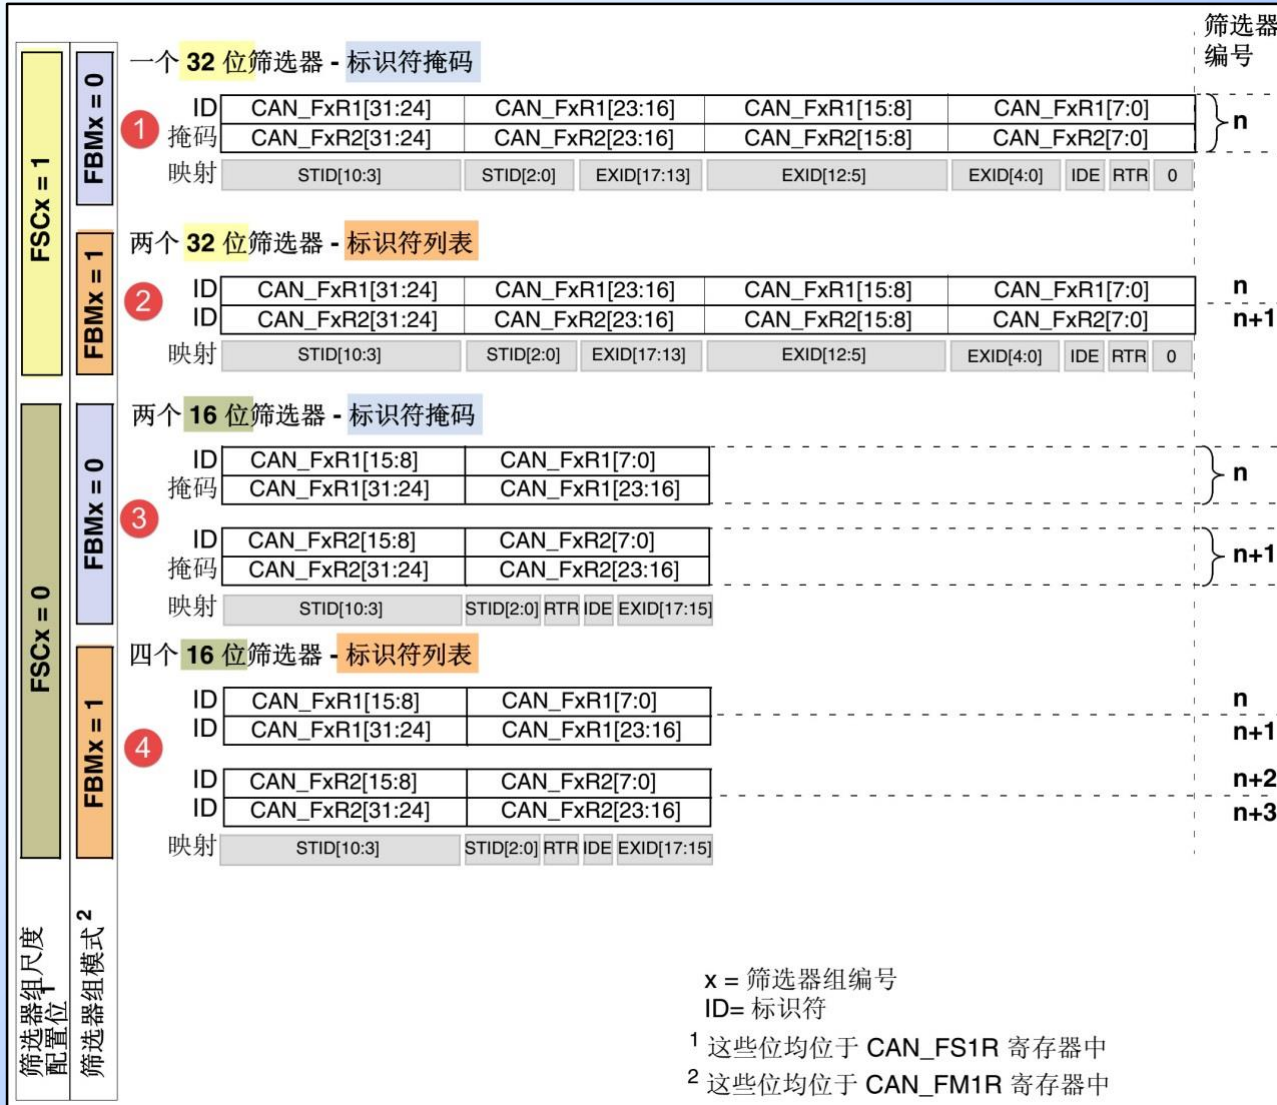 筛选器
编号
一个 32 位筛选器 - 标识符掩码
ID CAN_FxR1[31:24] CAN_FxR1[23:16] CAN_FxR1[15:8] CAN_FxR1[7:0]
1 n
掩码 CAN_FxR2[31:24] CAN_FxR2[23:16] CAN_FxR2[15:8] CAN_FxR2[7:0]
映射 STID[10:3] STID[2:0] EXID[17:13] EXID[12:5] EXID[4:0] IDE RTR 0
FSCx = 1
FBMx = 0
两个 32 位筛选器 - 标识符列表
ID CAN_FxR1[31:24] CAN_FxR1[23:16] CAN_FxR1[15:8] CAN_FxR1[7:0] n
2
ID CAN_FxR2[31:24] CAN_FxR2[23:16] CAN_FxR2[15:8] CAN_FxR2[7:0] n+1
映射 STID[10:3] STID[2:0] EXID[17:13] EXID[12:5] EXID[4:0] IDE RTR 0
FBMx = 1
两个 16 位筛选器 - 标识符掩码
ID CAN_FxR1[15:8] CAN_FxR1[7:0]
n
掩码 CAN_FxR1[31:24] CAN_FxR1[23:16]
3
ID CAN_FxR2[15:8] CAN_FxR2[7:0]
n+1
掩码 CAN_FxR2[31:24] CAN_FxR2[23:16]
映射 STID[10:3] STID[2:0] RTR IDE EXID[17:15]
FSCx = 0
FBMx = 0
四个 16 位筛选器 - 标识符列表
ID CAN_FxR1[15:8] CAN_FxR1[7:0] n
ID CAN_FxR1[31:24] CAN_FxR1[23:16] n+1
4
ID CAN_FxR2[15:8] CAN_FxR2[7:0] n+2
ID CAN_FxR2[31:24] CAN_FxR2[23:16] n+3
映射 STID[10:3] STID[2:0] RTR IDE EXID[17:15]
FBMx = 1
筛选器组尺度
配置位 1
筛选器组模式 2
x = 筛选器组编号
ID= 标识符
1 这些位均位于 CAN_FS1R 寄存器中
2 这些位均位于 CAN_FM1R 寄存器中